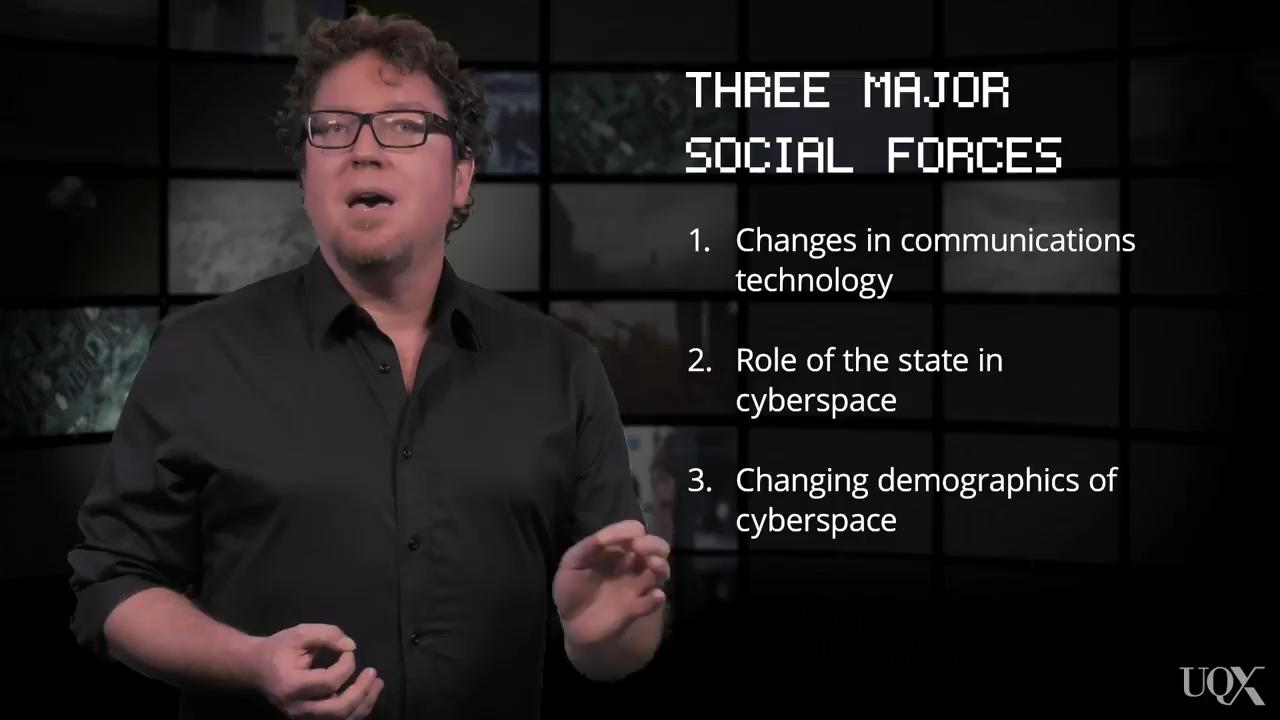 THREE MAJOR
SOCIAL FORCES
1. Changes in communications
technology
2. Role of the state in
cyberspace
3. Changing demographics of
cyberspace
UQX